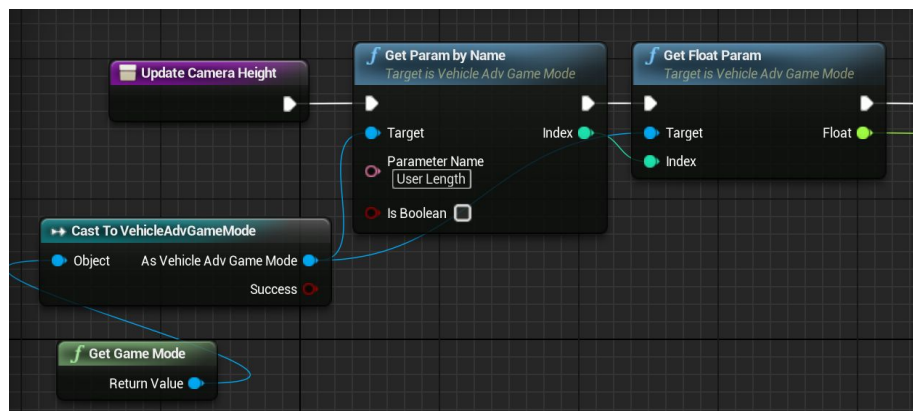 Update Camera Height
Get Param by Name
Target is Vehicle Adv Game Mode
Target
Index
Parameter Name
User Length
Is Boolean
Get Float Param
Target is Vehicle Adv Game Mode
Target
Float
Index
Cast To VehicleAdvGameMode
Object
As Vehicle Adv Game Mode
Success
Get Game Mode
Return Value